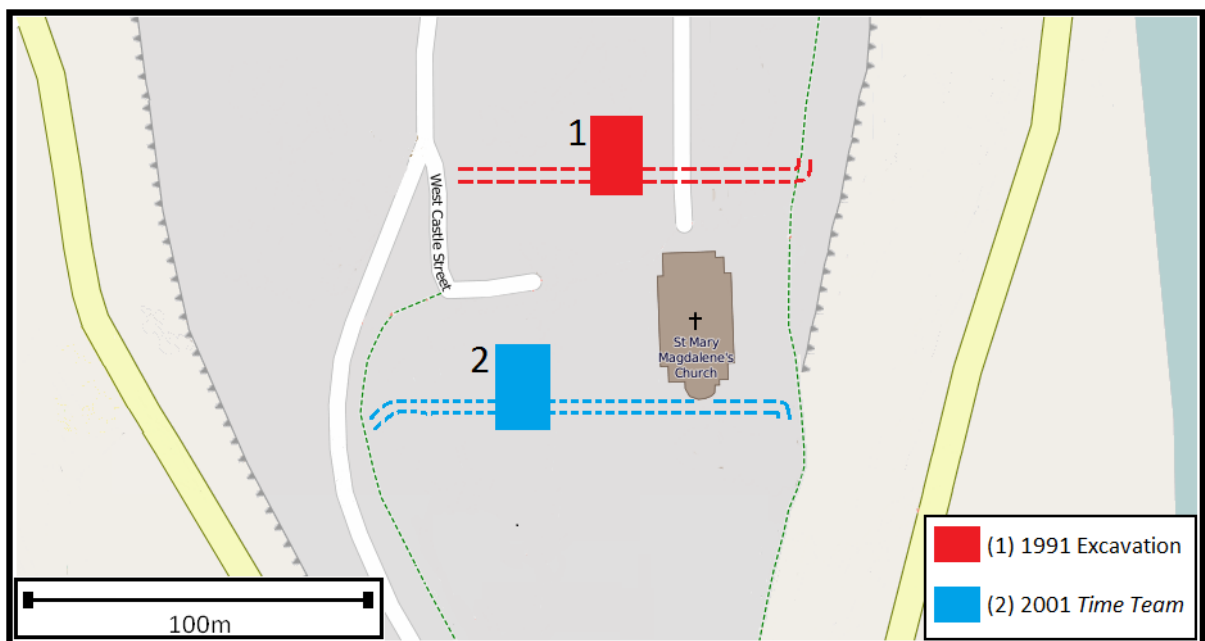 1
West Castle Street
2
St Mary
Magdalene's
Church
(1) 1991 Excavation
(2) 2001 Time Team
100m